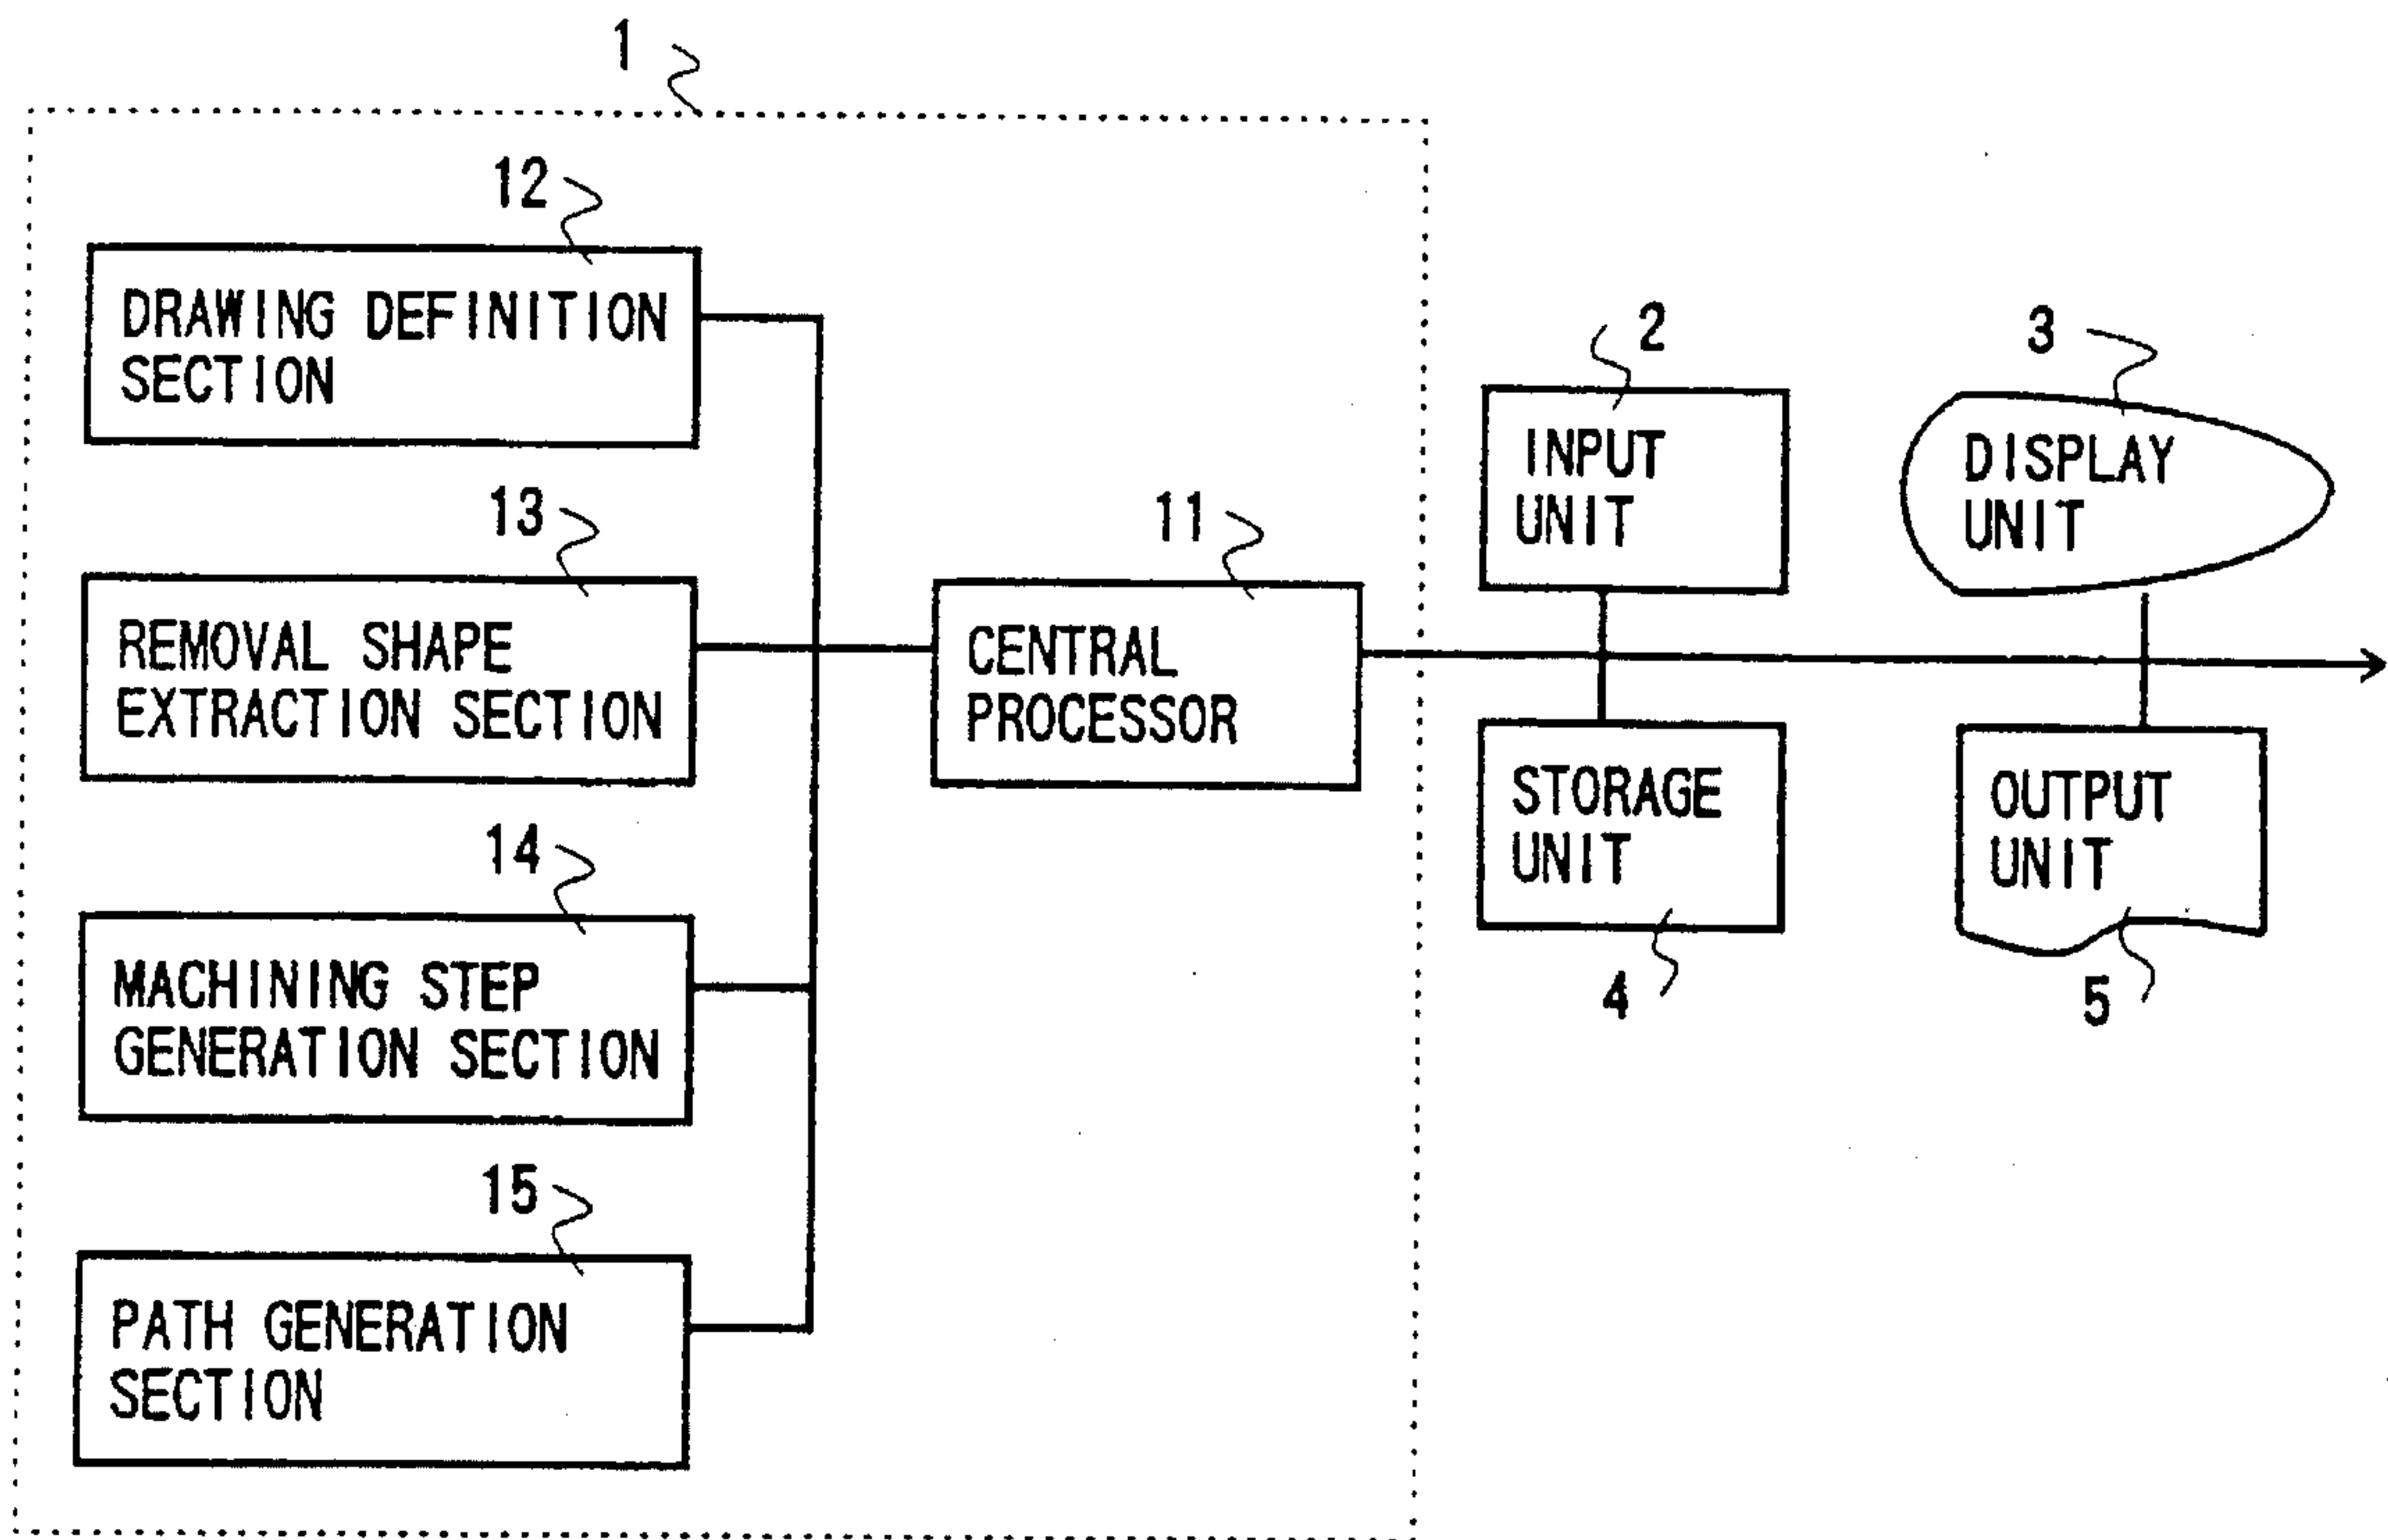 1
12
DRAWING DEFINITION
SECTION
13
REMOVAL SHAPE
EXTRACTION SECTION
14
MACHINING STEP
GENERATION SECTION
15
PATH GENERATION
SECTION
11
CENTRAL
PROCESSOR
2
INPUT
UNIT
3
DISPLAY
UNIT
STORAGE
UNIT
4
OUTPUT
UNIT
5